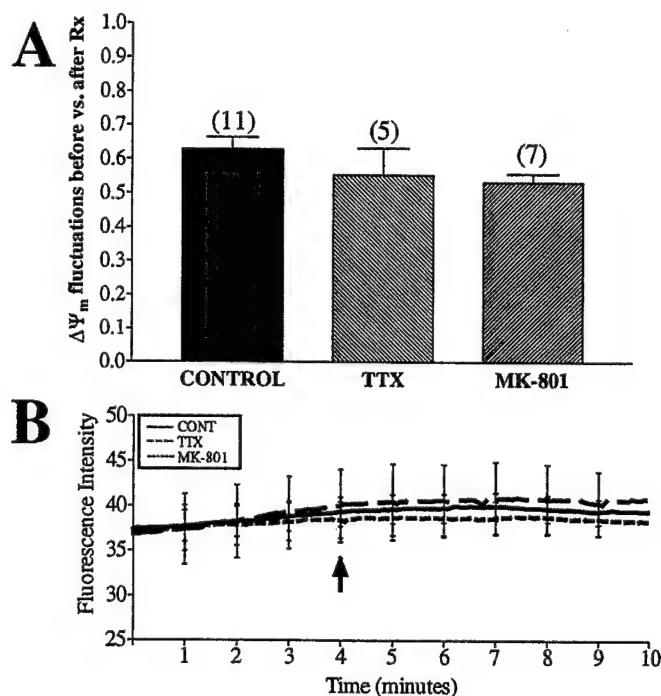 A
ΔΨm fluctuations before vs. after Rx
1.0
0.9
0.8
0.7
0.6
0.5
0.4
0.3
0.2
0.1
0.0
(11)
(5)
(7)
CONTROL TTX MK-801
B
Fluorescence Intensity
50
45
40
35
30
25
CONT
TTX
MK-801
1 2 3 4 5 6 7 8 9 10
Time (minutes)